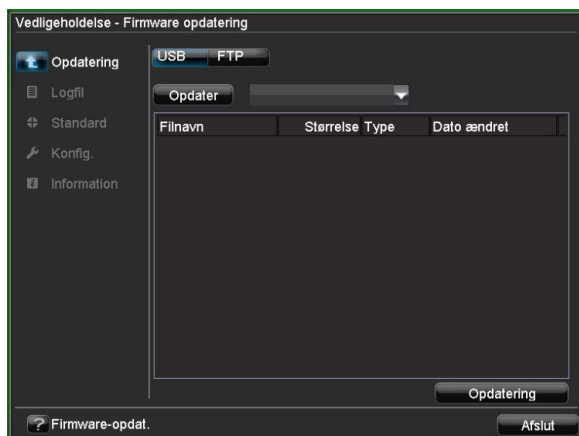 Vedligeholdelse - Firmware opdatering
Opdatering
USB FTP
Logfil
Opdater
Standard
Filnavn Størrelse Type Dato ændret
Konfig.
Information
Opdatering
Firmware-opdat.
Afslut